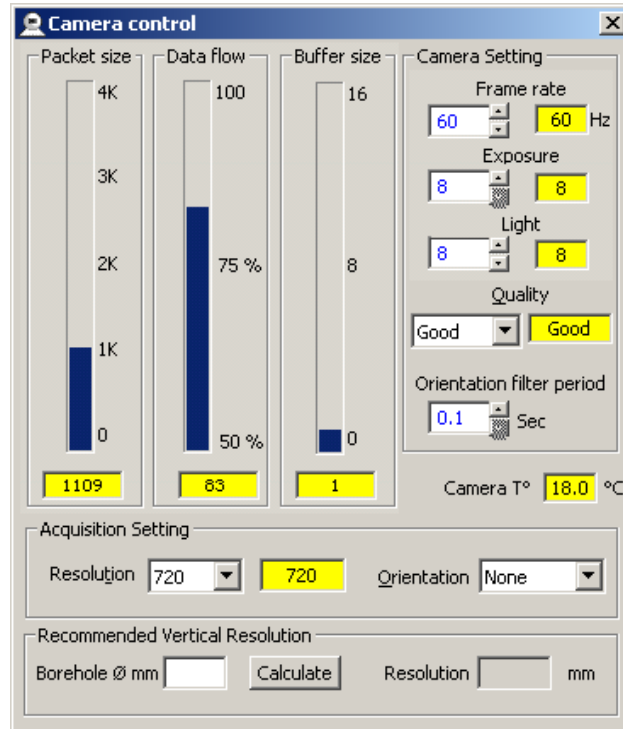 Camera control
Packet size
4K
3K
2K
1K
0
1109
Data flow
100
75 %
50 %
83
Buffer size
16
8
0
1
Camera Setting
Frame rate
60 60 Hz
Exposure
8 8
Light
8 8
Quality
Good Good
Orientation filter period
0.1 Sec
Camera T° 18.0 °C
Acquisition Setting
Resolution 720 720 Orientation None
Recommended Vertical Resolution
Borehole Ø mm Calculate Resolution mm